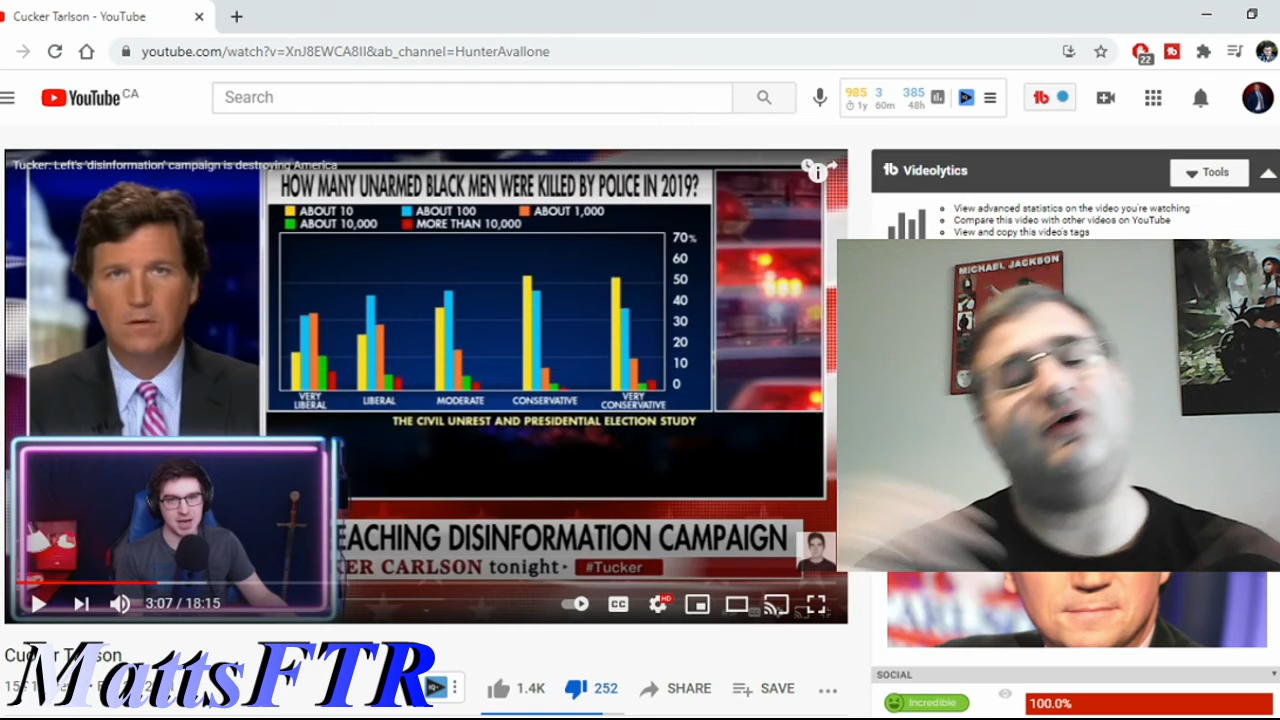 Cucker Tarlson - YouTube
youtube.com/watch?v=XnJ8EWCA8II&ab_channel=HunterAvallone
22
YouTube CA
Search
985 3 385
1y 60m 48h
tb
Tucker: Left's 'disinformation' campaign is destroying America
HOW MANY UNARMED BLACK MEN WERE KILLED BY POLICE IN 2019?
ABOUT 10 ABOUT 100 ABOUT 1,000
ABOUT 10,000 MORE THAN 10,000
70%
60
50
40
30
20
10
0
VERY LIBERAL LIBERAL MODERATE CONSERVATIVE VERY CONSERVATIVE
THE CIVIL UNREST AND PRESIDENTIAL ELECTION STUDY
EACHING DISINFORMATION CAMPAIGN
KER CARLSON tonight #Tucker
3:07 / 18:15
CC
HD
tb Videolytics
Tools
View advanced statistics on the video you're watching
Compare this video with other videos on YouTube
View and copy this video's tags
MICHAEL JACKSON
MattsFTR
1.4K 252 SHARE SAVE
SOCIAL
Incredible
100.0%